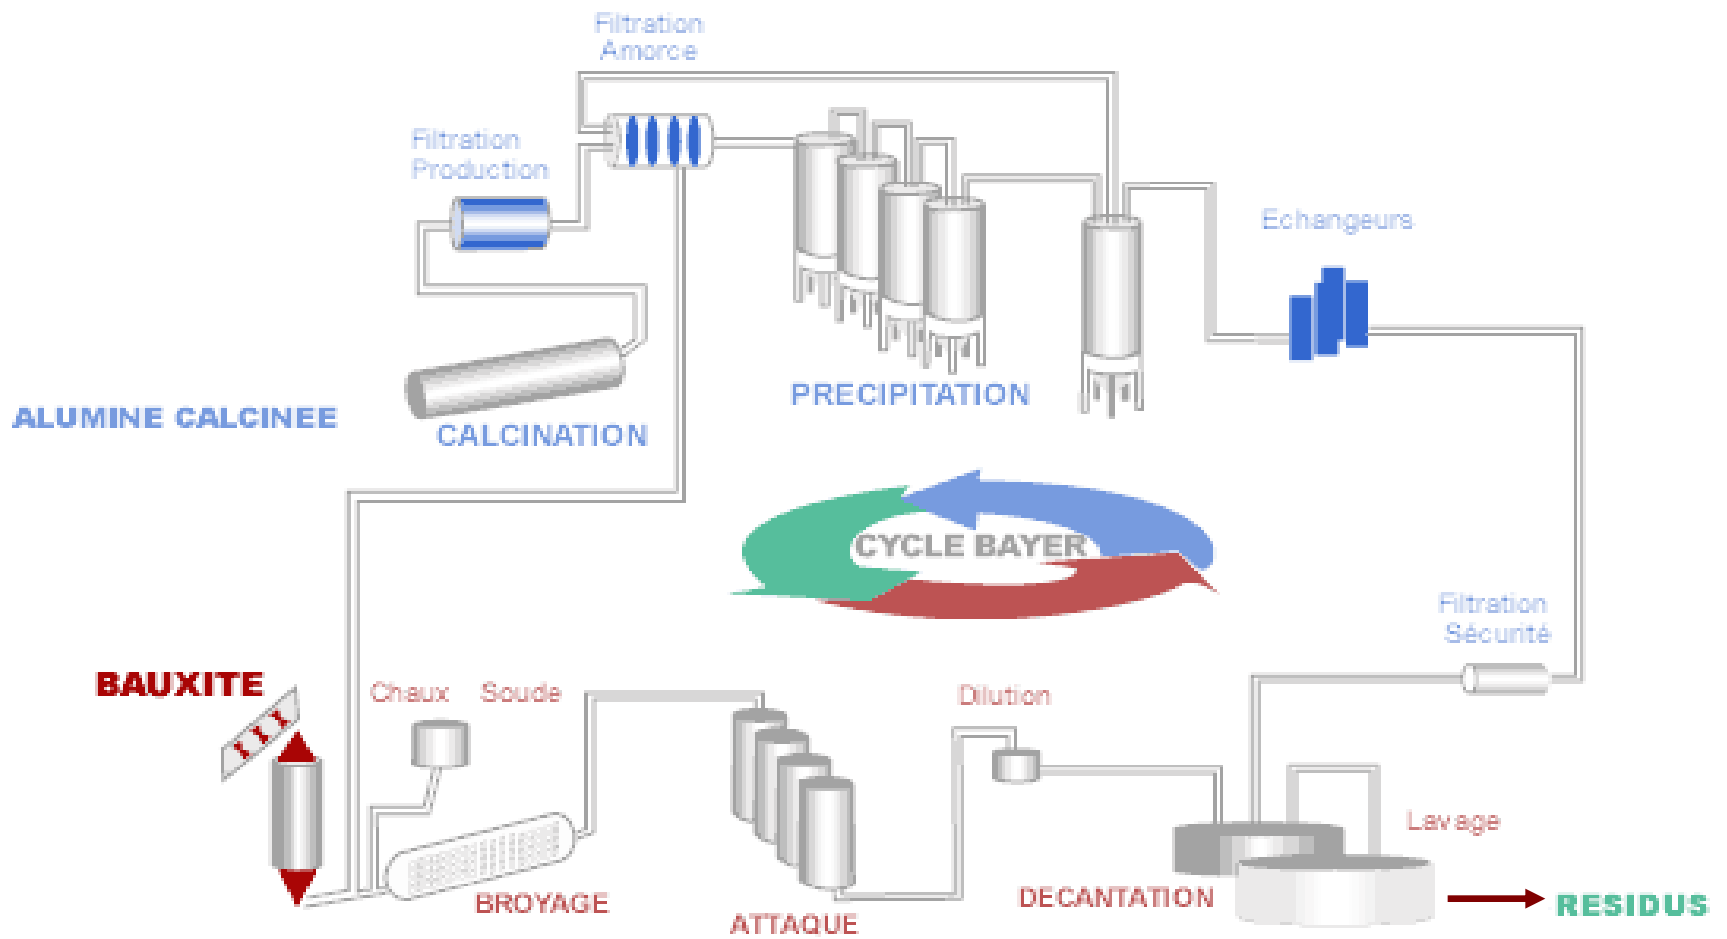 Filtration
Amorce
Filtration
Production
Echangeurs
PRECIPITATION
ALUMINE CALCINEE
CALCINATION
CYCLE BAYER
Filtration
Sécurité
BAUXITE
Chaux Soude
Dilution
Lavage
BROYAGE
ATTAQUE
DECANTATION
RESIDUS